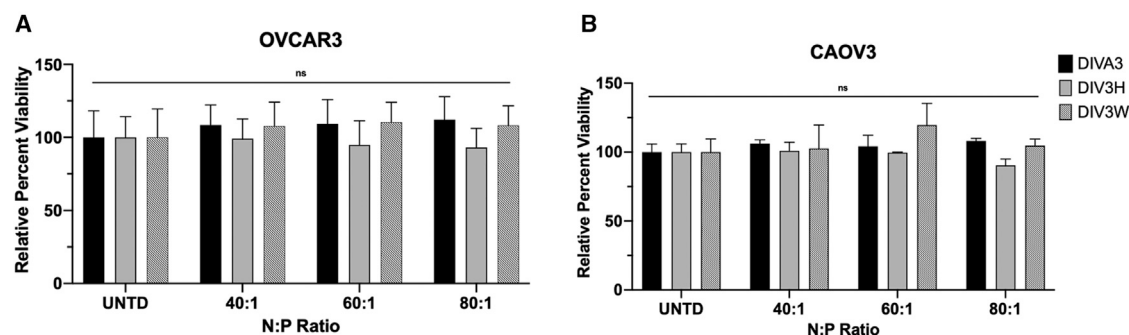 A
OVCAR3
Relative Percent Viability
150
100
50
0
ns
UNTD
40:1
60:1
80:1
N:P Ratio
B
CAOV3
Relative Percent Viability
150
100
50
0
ns
UNTD
40:1
60:1
80:1
N:P Ratio
DIVA3
DIV3H
DIV3W